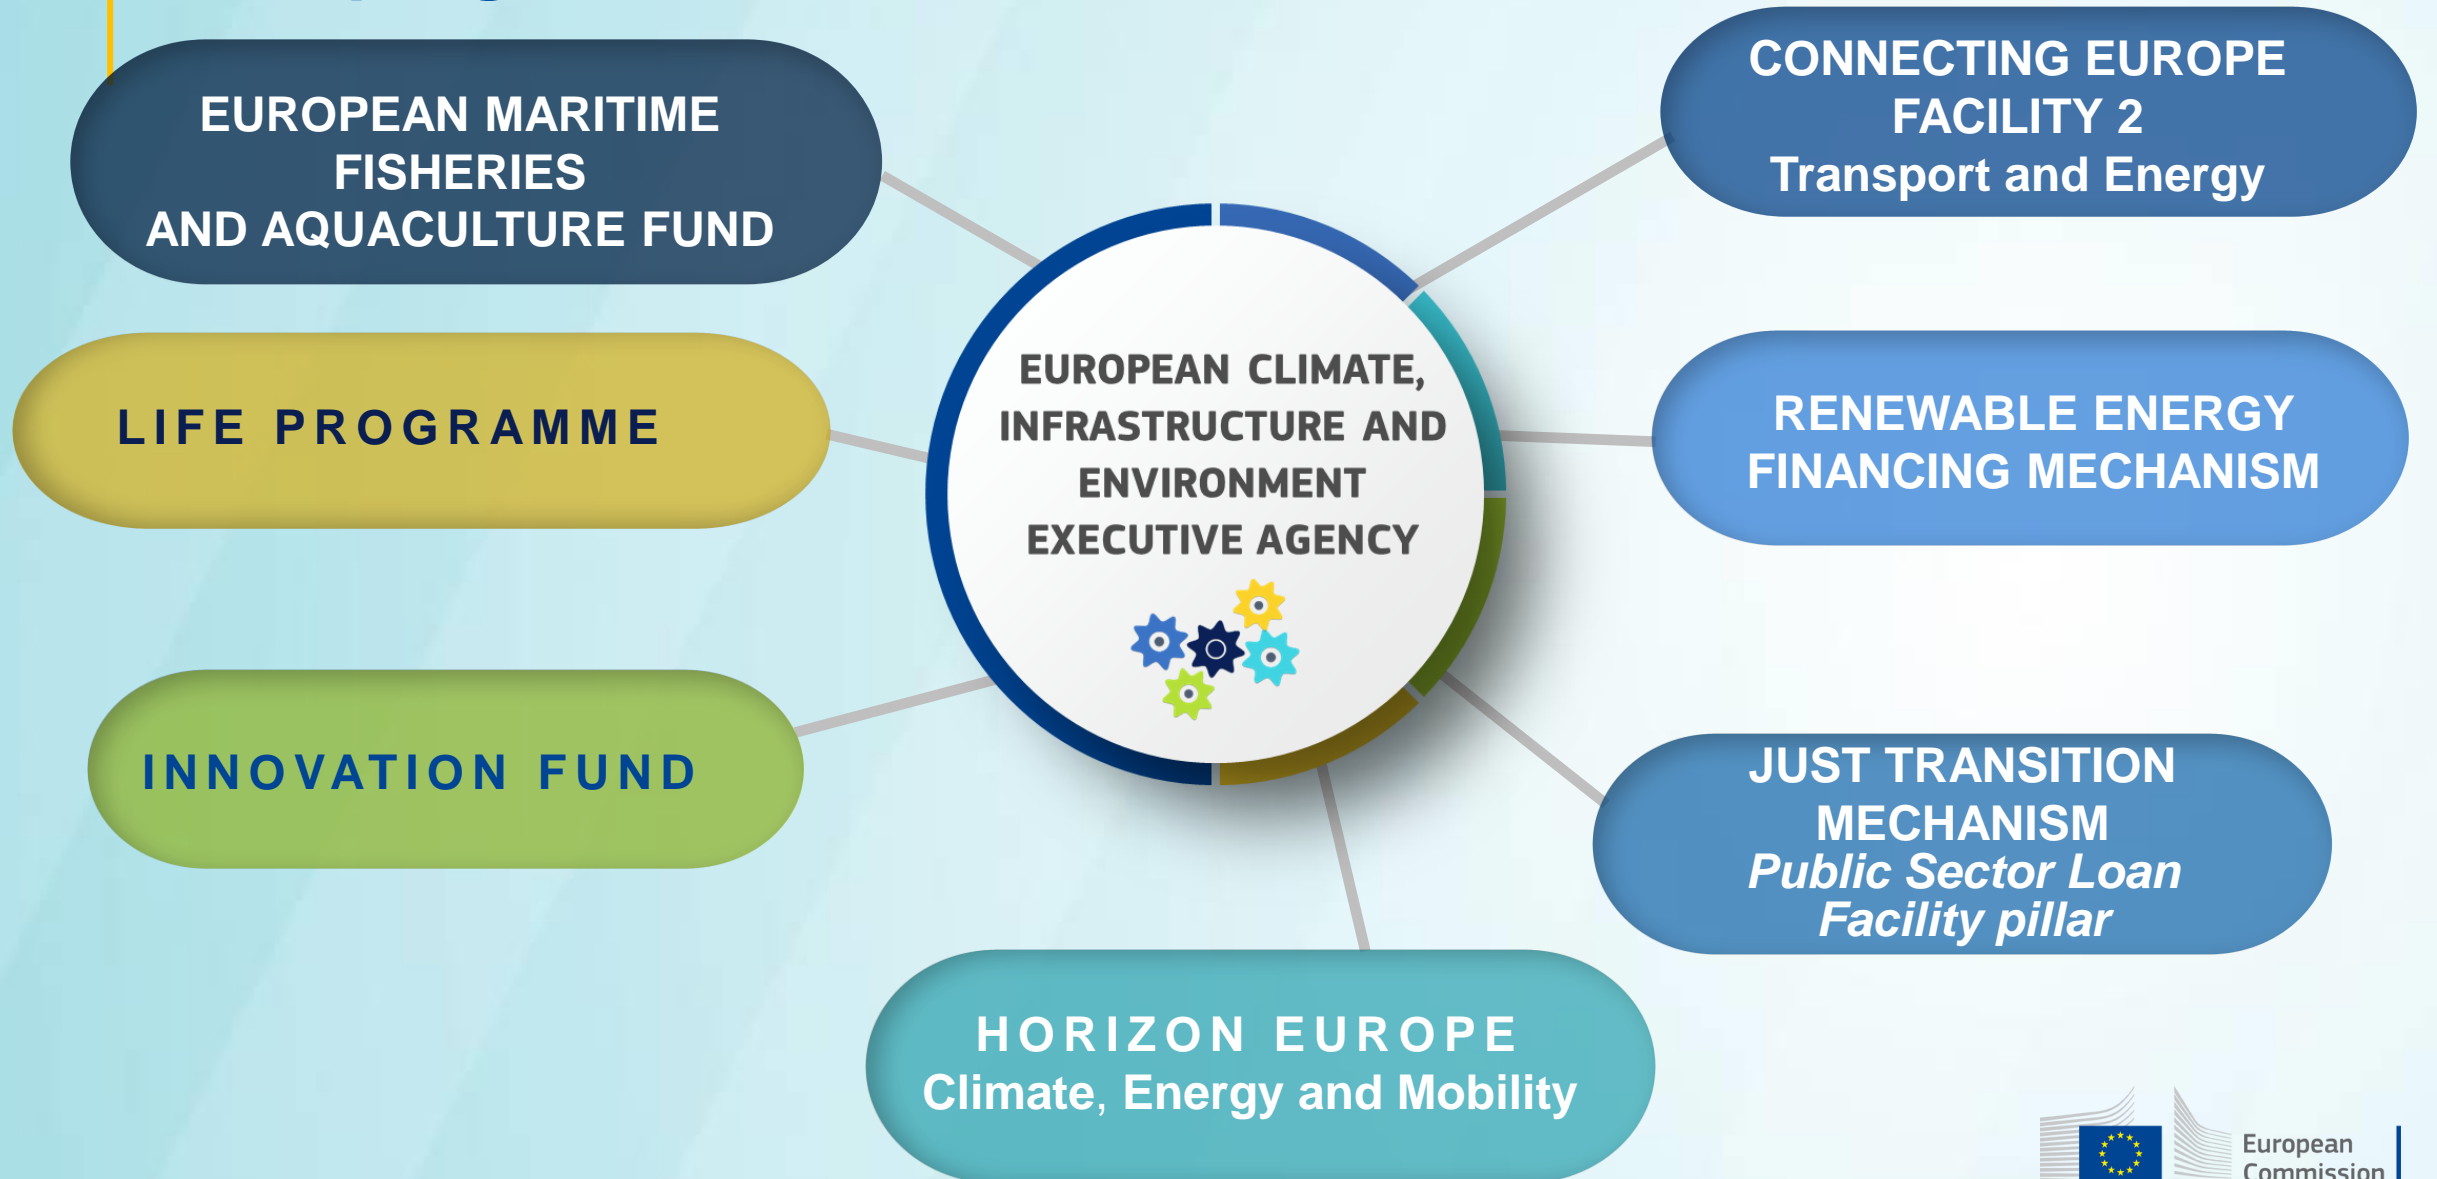 EUROPEAN MARITIME
FISHERIES
AND AQUACULTURE FUND
LIFE PROGRAMME
INNOVATION FUND
EUROPEAN CLIMATE,
INFRASTRUCTURE AND
ENVIRONMENT
EXECUTIVE AGENCY
CONNECTING EUROPE
FACILITY 2
Transport and Energy
RENEWABLE ENERGY
FINANCING MECHANISM
JUST TRANSITION
MECHANISM
Public Sector Loan
Facility pillar
HORIZON EUROPE
Climate, Energy and Mobility
European
Commission